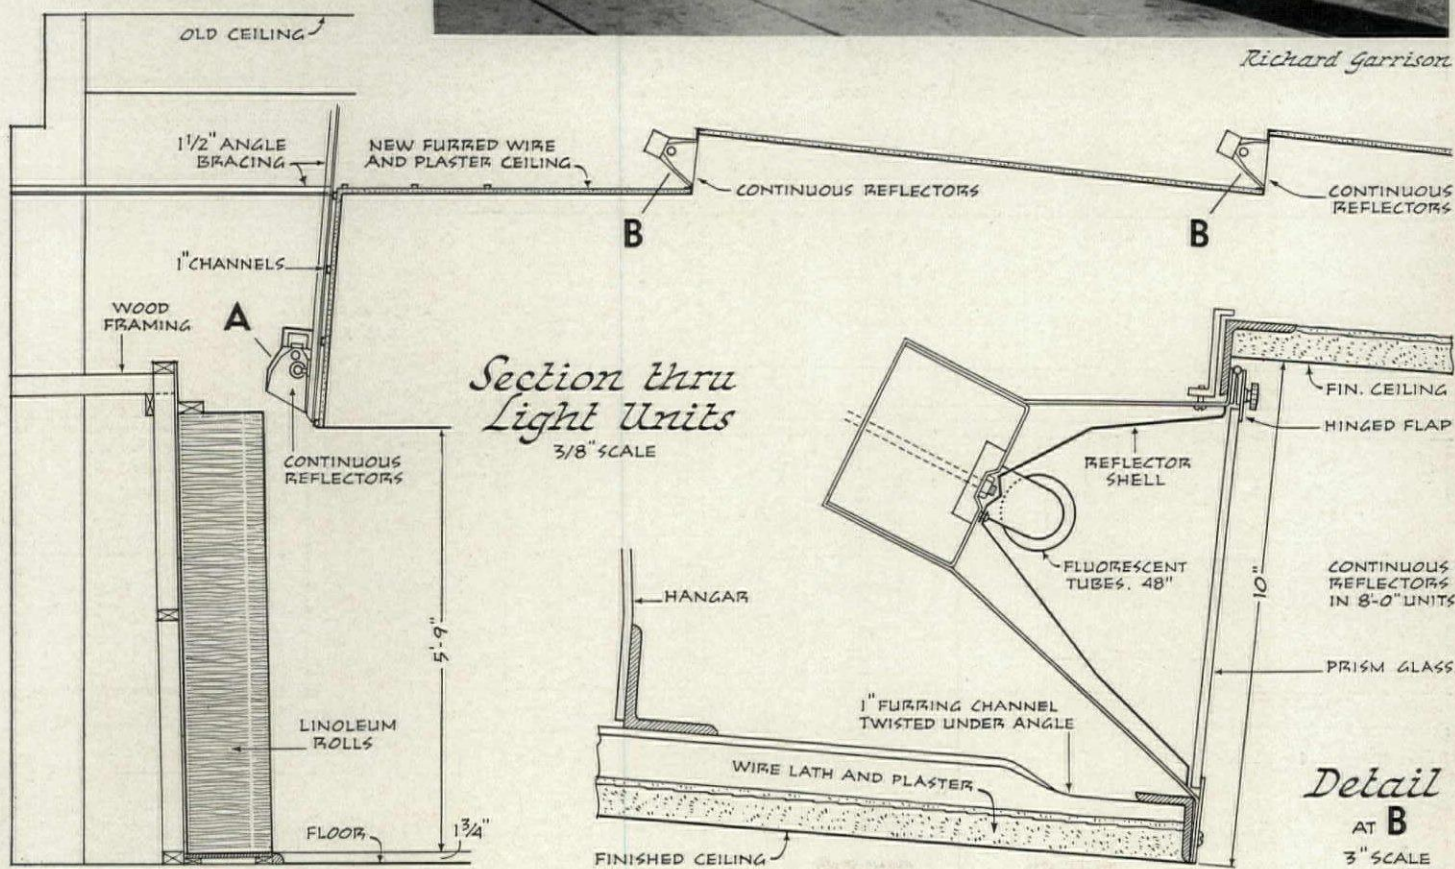 Richard Garrison
OLD CEILING
1 1/2" ANGLE
BRACING
NEW FURRED WIRE
AND PLASTER CEILING
CONTINUOUS REFLECTORS
CONTINUOUS
REFLECTORS
B
B
1" CHANNELS
WOOD
FRAMING
A
Section thru
Light Units
3/8" SCALE
CONTINUOUS
REFLECTORS
5'-9"
LINOLEUM
ROLLS
FLOOR
1 3/4"
FIN. CEILING
HINGED FLAP
REFLECTOR
SHELL
FLUORESCENT
TUBES. 48"
10"
CONTINUOUS
REFLECTORS
IN 8'-0" UNITS
HANGAR
PRISM GLASS
1" FURRING CHANNEL
TWISTED UNDER ANGLE
WIRE LATH AND PLASTER
FINISHED CEILING
Detail
AT B
3" SCALE